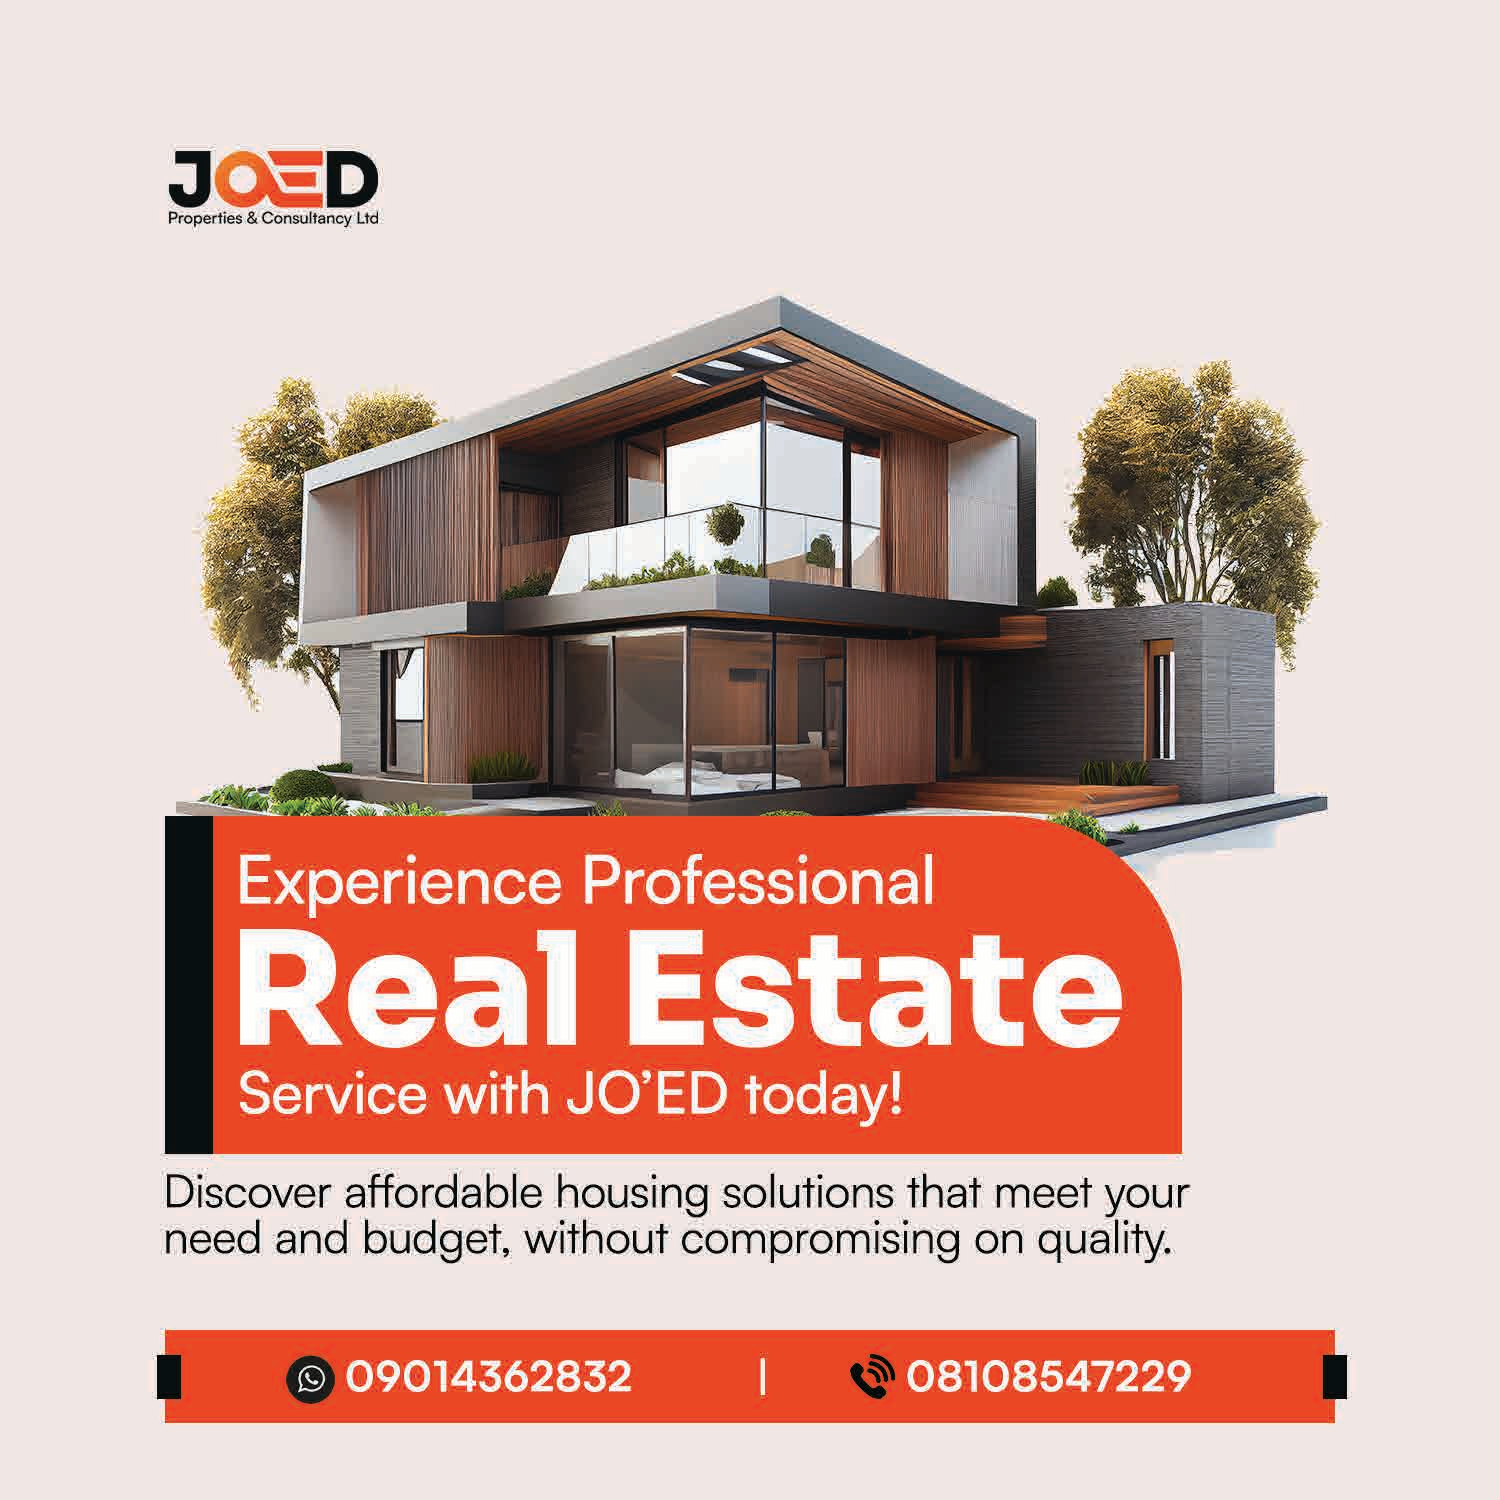 JOED
Properties & Consultancy Ltd
Experience Professional
Real Estate
Service with JO’ED today!
Discover affordable housing solutions that meet your
need and budget, without compromising on quality.
09014362832 | 08108547229